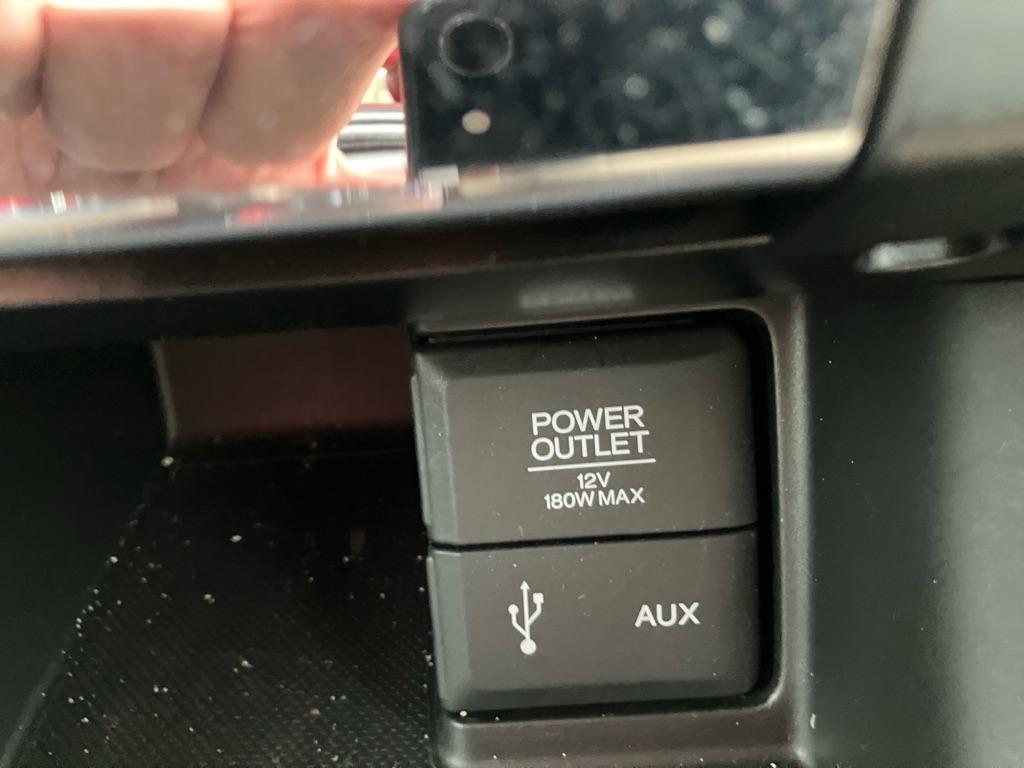 POWER
OUTLET
12V
180W MAX
AUX